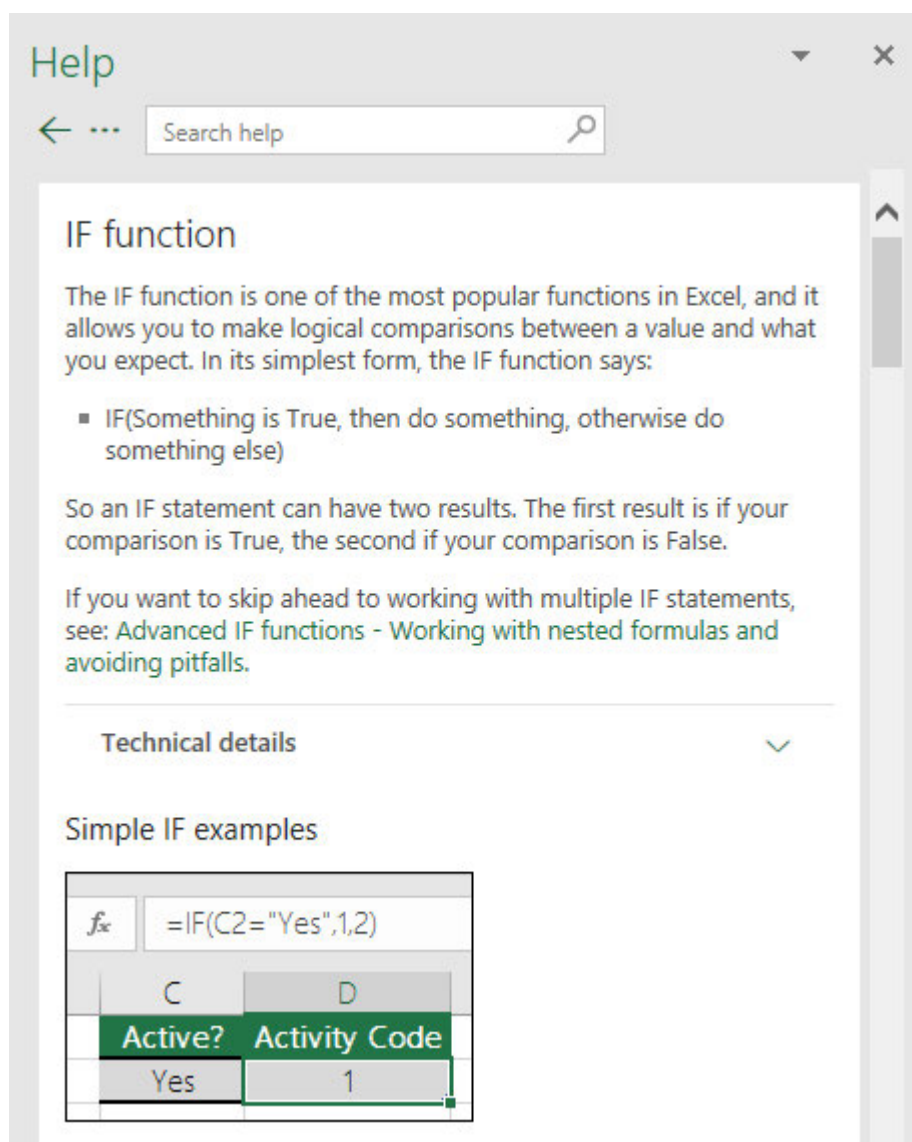 Help
Search help
IF function
The IF function is one of the most popular functions in Excel, and it
allows you to make logical comparisons between a value and what
you expect. In its simplest form, the IF function says:
▪ IF(Something is True, then do something, otherwise do
something else)
So an IF statement can have two results. The first result is if your
comparison is True, the second if your comparison is False.
If you want to skip ahead to working with multiple IF statements,
see: Advanced IF functions - Working with nested formulas and
avoiding pitfalls.
Technical details
Simple IF examples
fx =IF(C2="Yes",1,2)
C D
Active? Activity Code
Yes 1